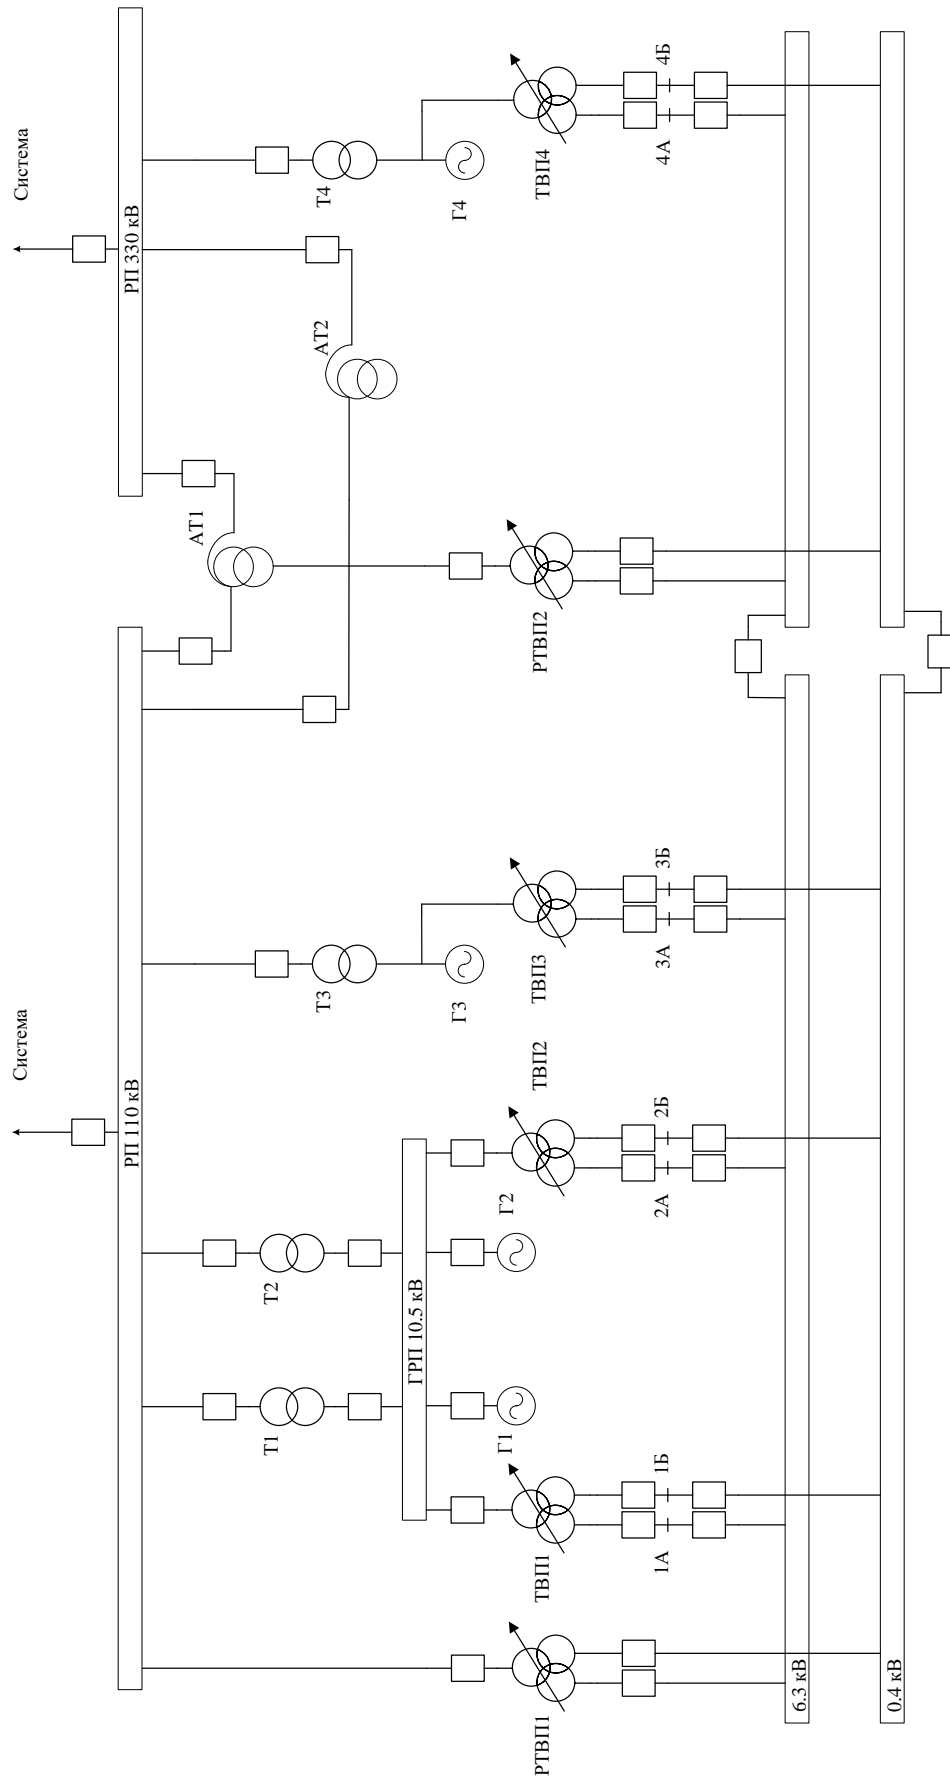 Система
Система
РП 110 кВ
РП 330 кВ
АТ1
АТ2
Т1
Т2
Т3
Т4
ГРП 10.5 кВ
Г1
Г2
Г3
Г4
РТВП1
ТВП1
ТВП2
ТВП3
РТВП2
ТВП4
1А
1Б
2А
2Б
3А
3Б
4А
4Б
6.3 кВ
0.4 кВ